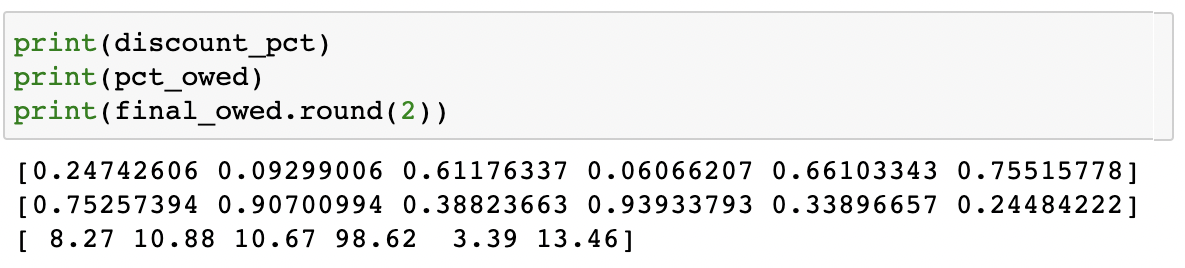 print(discount_pct)
print(pct_owed)
print(final_owed.round(2))
[0.24742606 0.09299006 0.61176337 0.06066207 0.66103343 0.75515778]
[0.75257394 0.90700994 0.38823663 0.93933793 0.33896657 0.24484222]
[ 8.27 10.88 10.67 98.62  3.39 13.46]